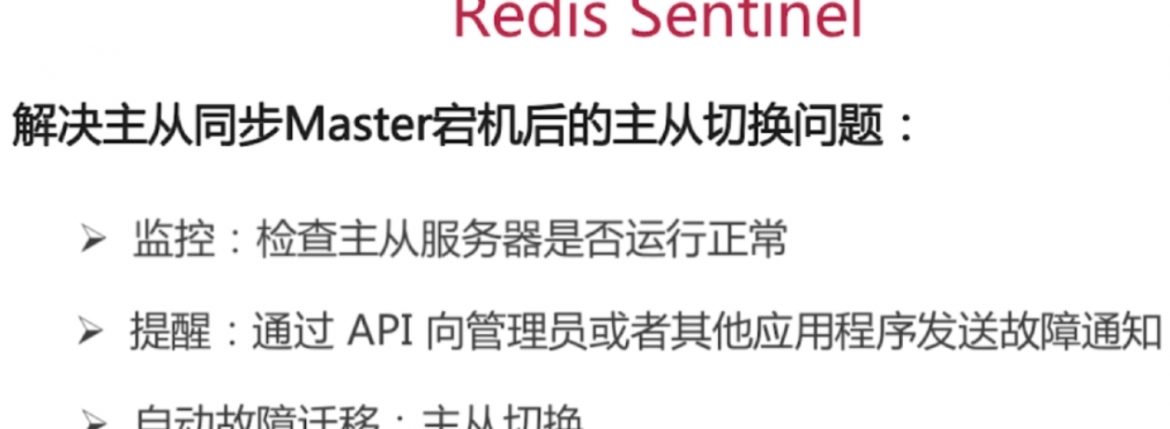 Redis Sentinel
解决主从同步Master宕机后的主从切换问题：
➢ 监控：检查主从服务器是否运行正常
➢ 提醒：通过 API 向管理员或者其他应用程序发送故障通知
➢ 自动故障迁移：主从切换